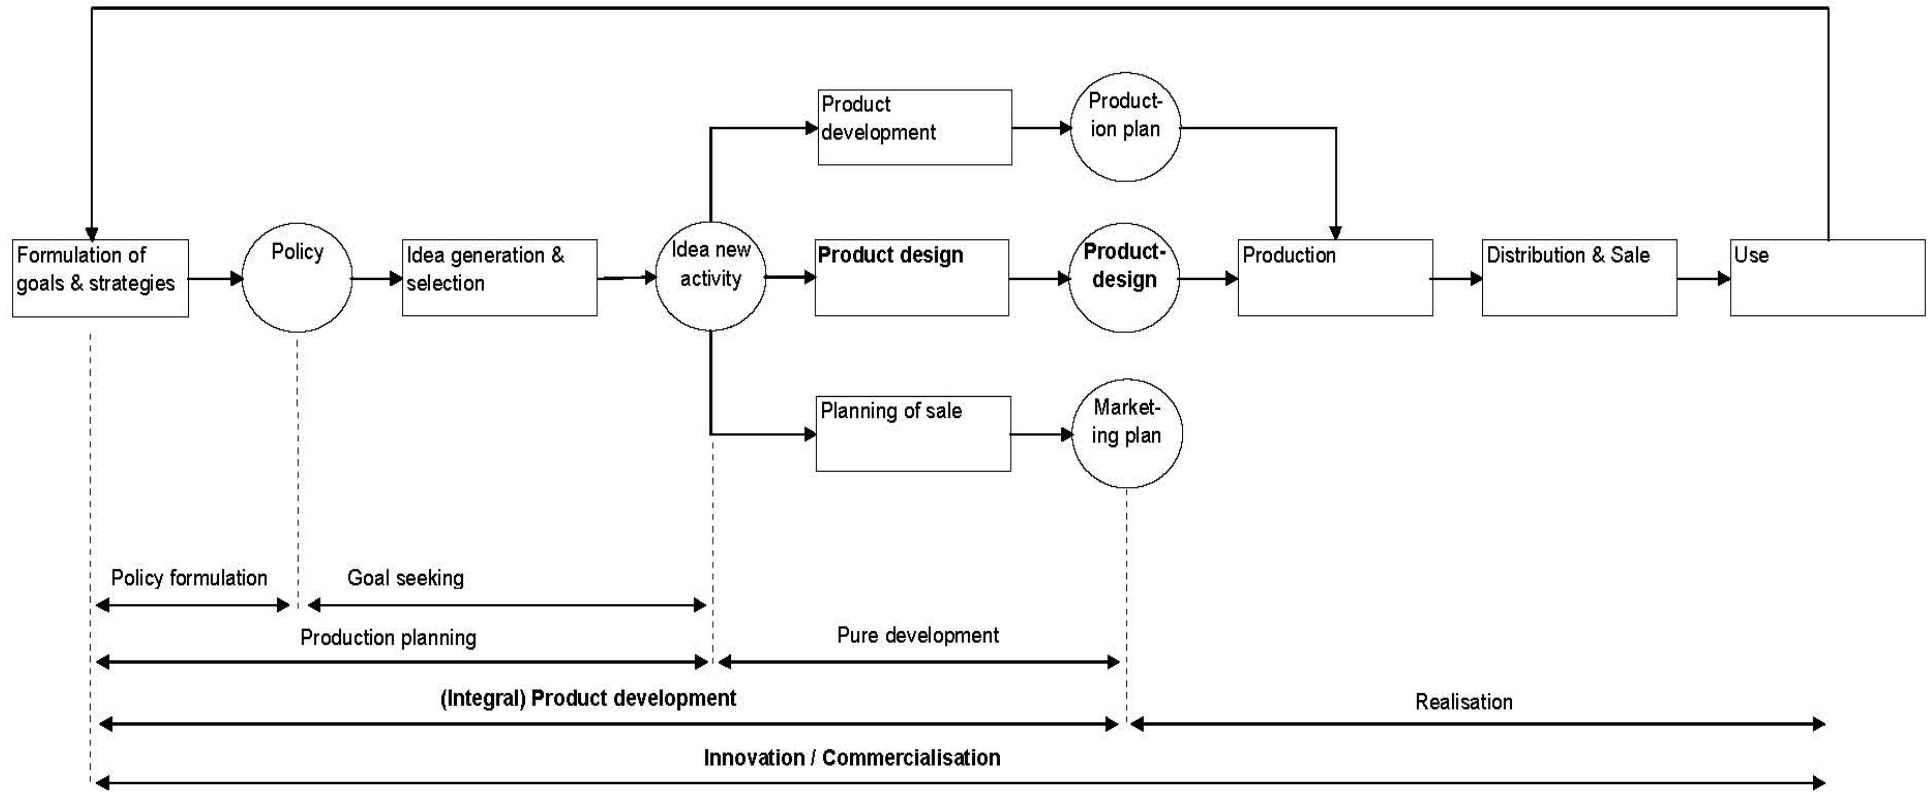 Product
development
Product-
ion plan
Formulation of
goals & strategies
Policy
Idea generation &
selection
Idea new
activity
Product design
Product-
design
Production
Distribution & Sale
Use
Planning of sale
Market-
ing plan
Policy formulation
Goal seeking
Production planning
Pure development
(Integral) Product development
Realisation
Innovation / Commercialisation